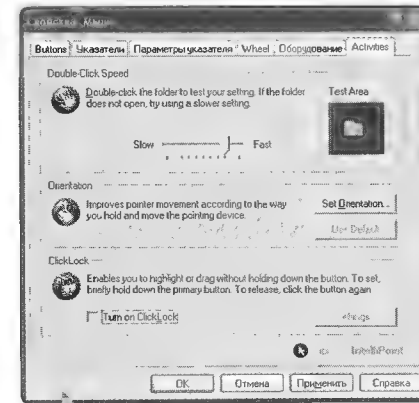 Свойства: Мышь
Buttons Указатели Параметры указателя Wheel Оборудование Activities
Double-Click Speed
Double-click the folder to test your setting. If the folder
does not open, try using a slower setting.
Test Area
Slow Fast
Orientation
Improves pointer movement according to the way
you hold and move the pointing device.
Set Orientation...
Use Default
ClickLock
Enables you to highlight or drag without holding down the button. To set,
briefly hold down the primary button. To release, click the button again
Turn on ClickLock
IntelliPoint
OK Отмена Применить Справка